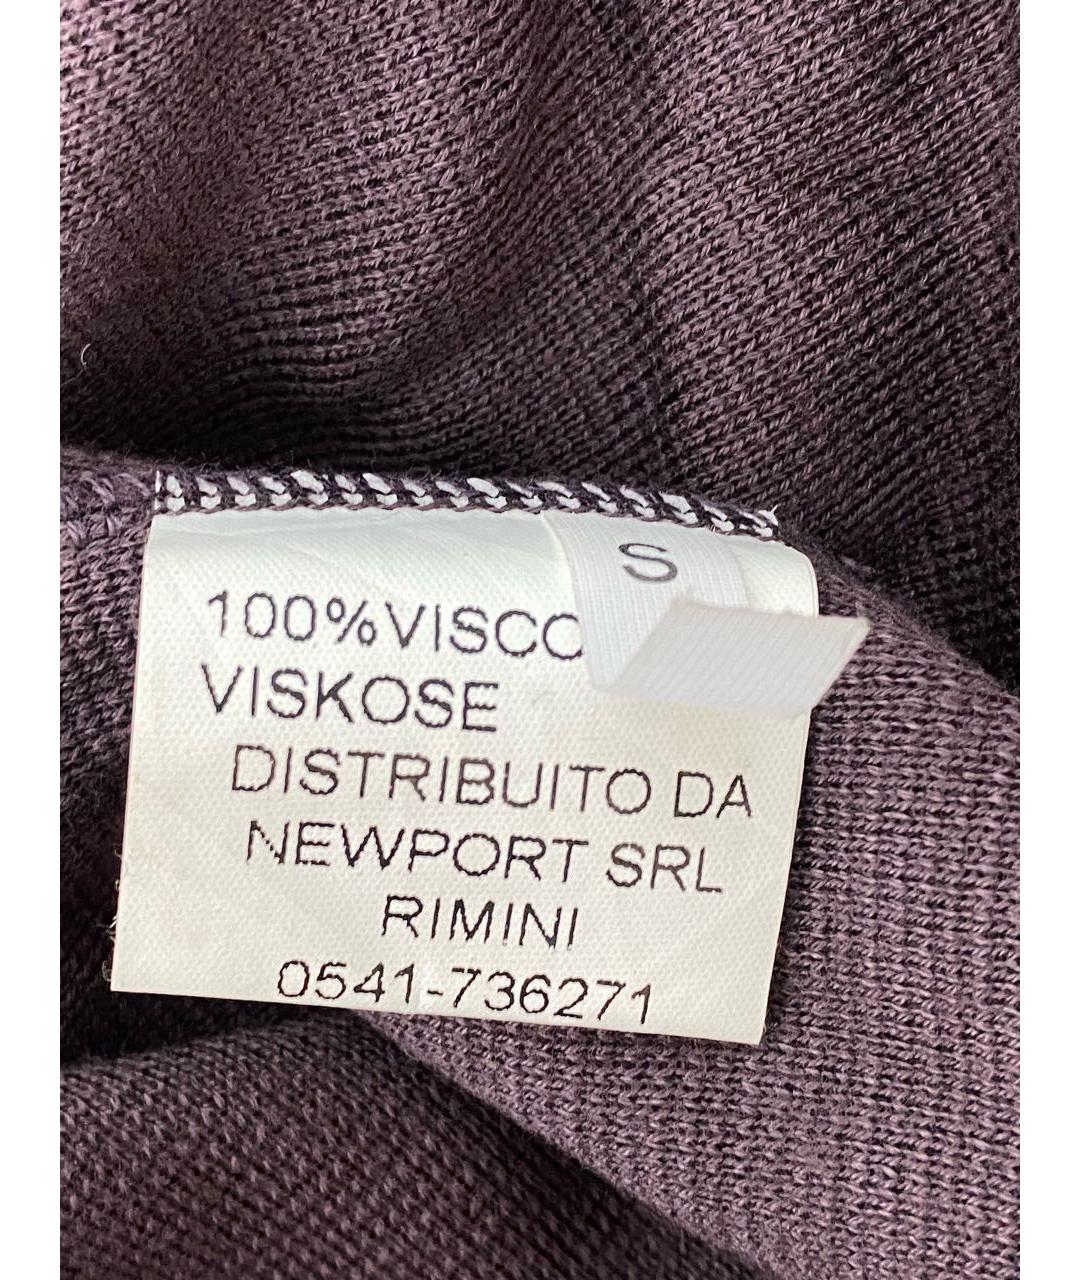 S
100%VISCO
VISKOSE
DISTRIBUITO DA
NEWPORT SRL
RIMINI
0541-736271